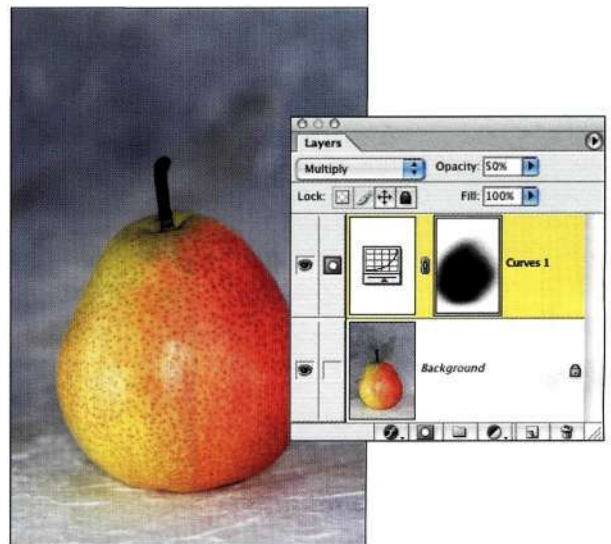 Layers
Multiply Opacity: 50%
Lock: Fill: 100%
Curves 1
Background